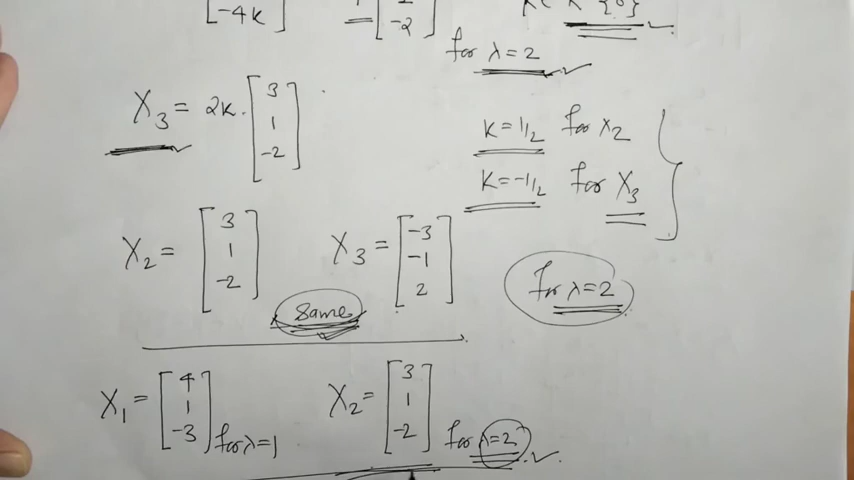 [-4k] [-2]
for λ=2
X₃ = 2k. [3 1 -2]
k=1/2 for X₂
k=-1/2 for X₃
X₂ = [3 1 -2] X₃ = [-3 -1 2]
for λ=2
Same
X₁ = [4 1 -3] for λ=1 X₂ = [3 1 -2] for λ=2